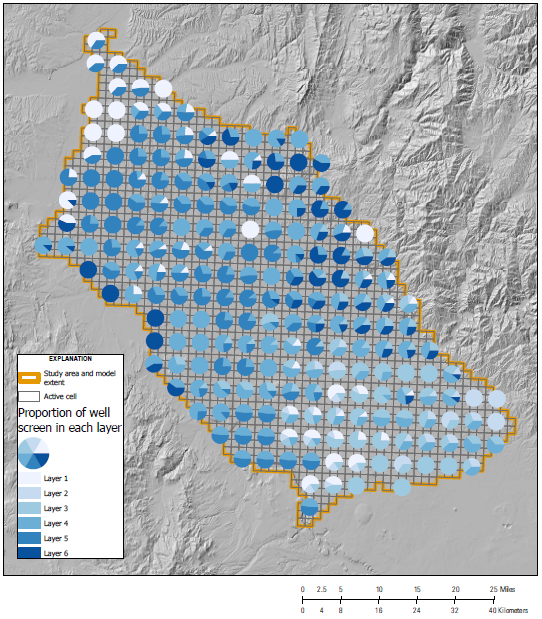 EXPLANATION
Study area and model
extent
Active cell
Proportion of well
screen in each layer
Layer 1
Layer 2
Layer 3
Layer 4
Layer 5
Layer 6
0 2.5 5 10 15 20 25 Miles
0 4 8 16 24 32 40 Kilometers